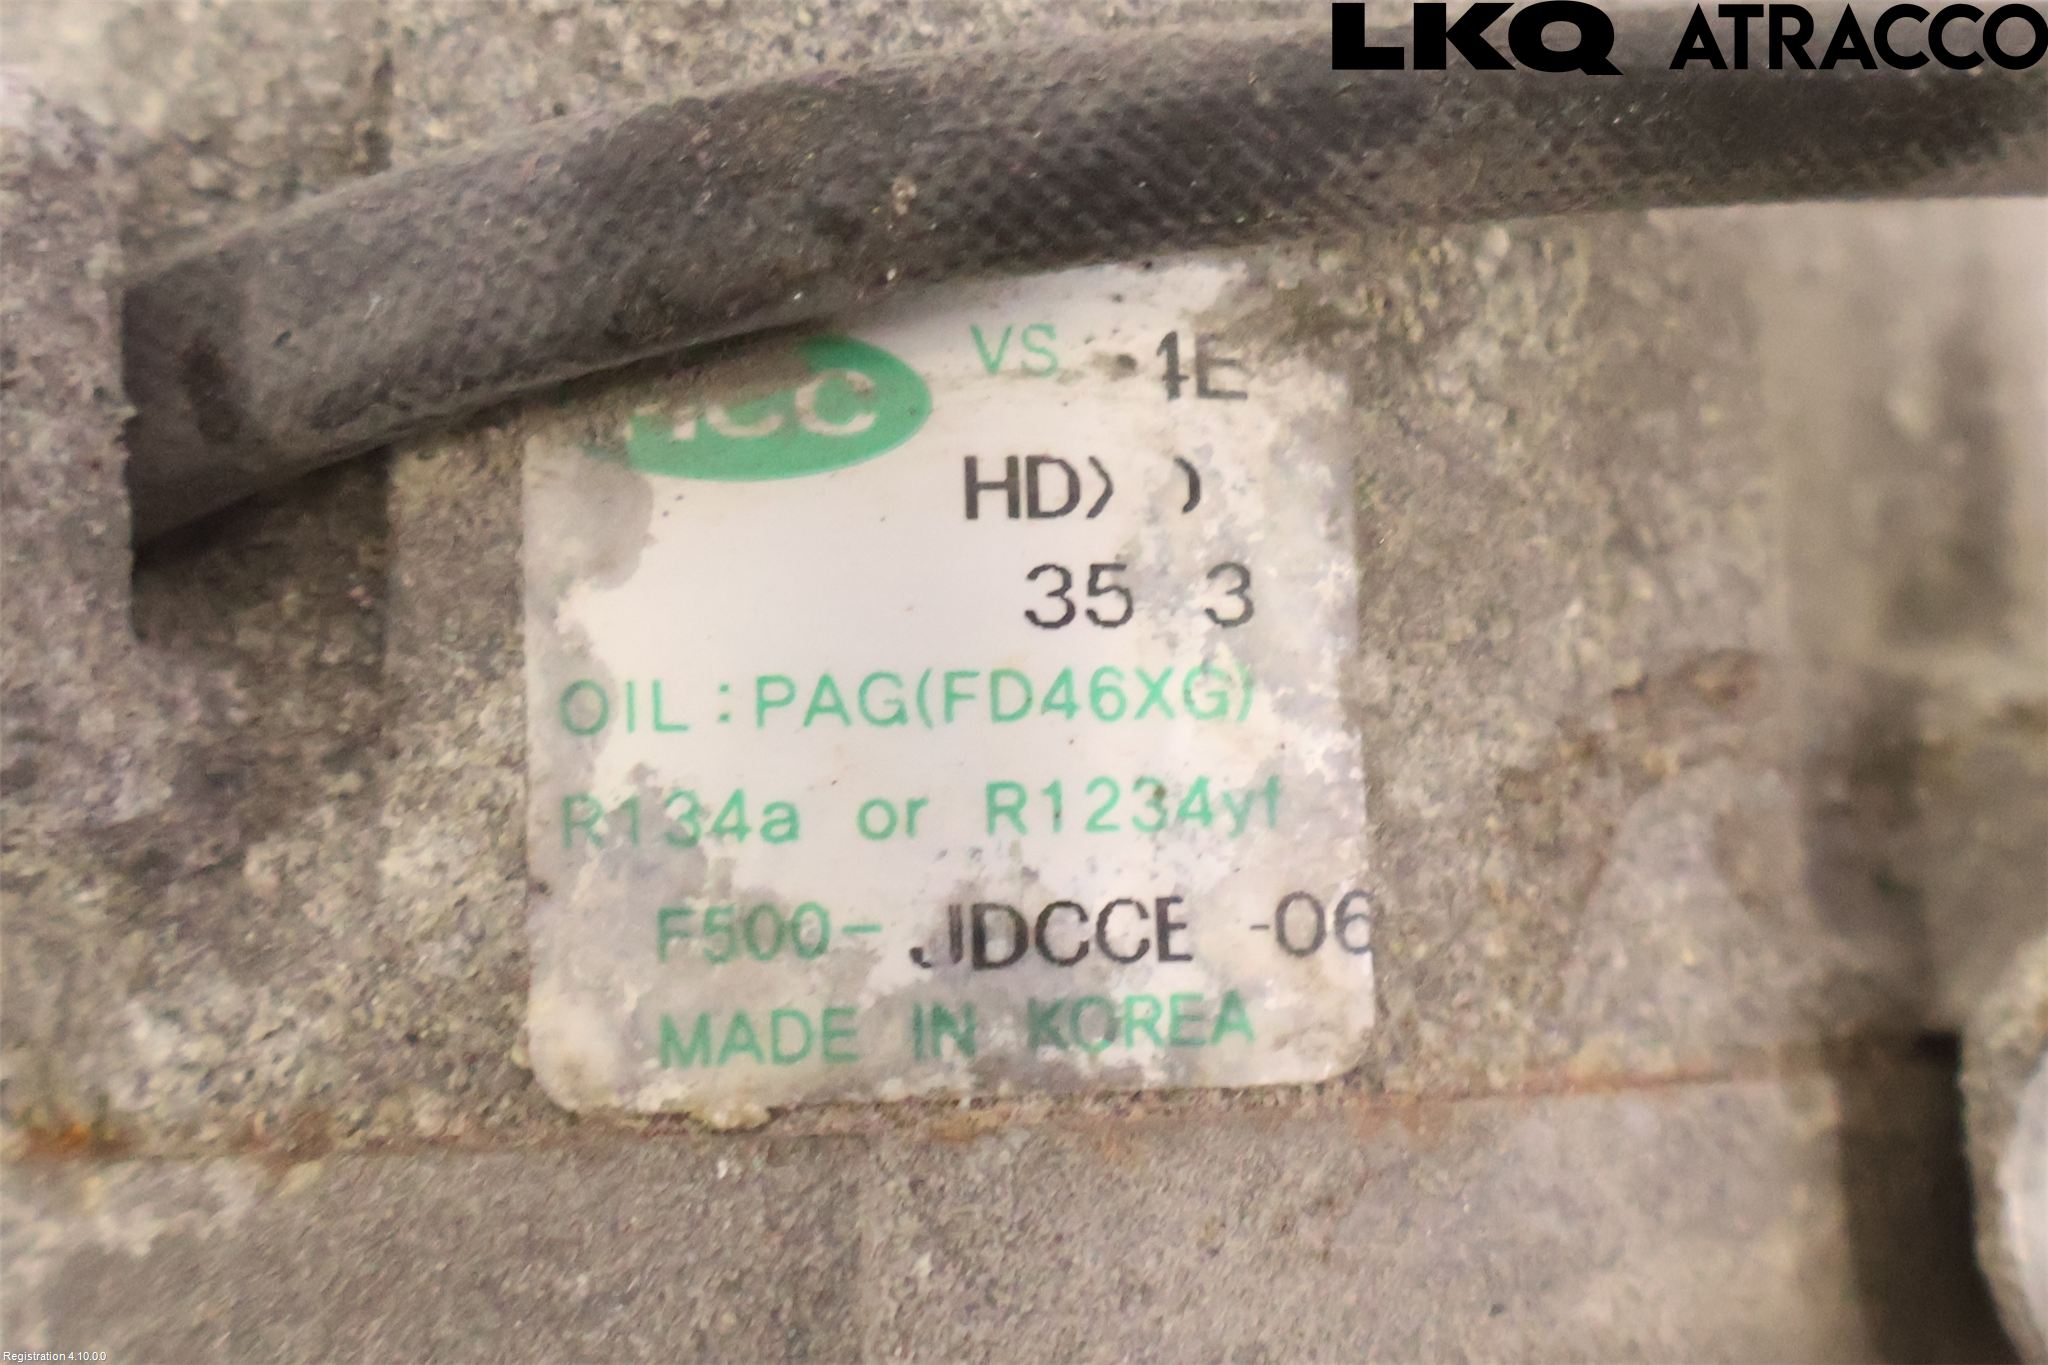 LKQ ATRACCO
VS
HD
35 3
OIL : PAG(FD46XG)
R134a or R1234yf
F500- JDCCE -06
MADE IN KOREA
Registration 4.10.0.0